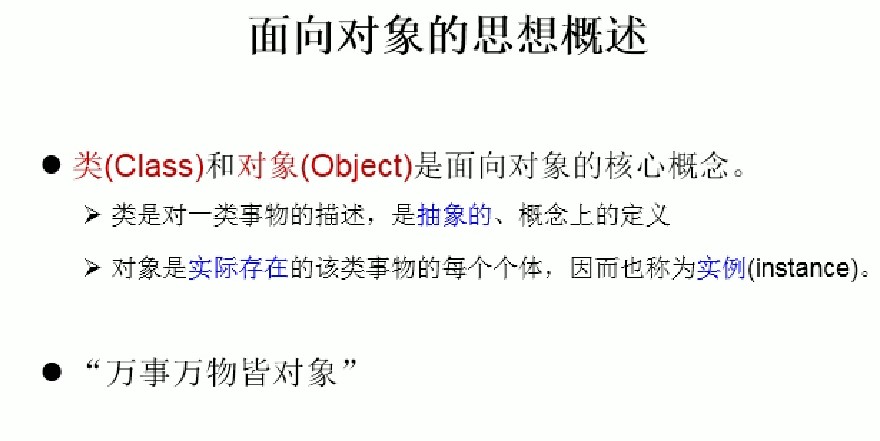 面向对象的思想概述
● 类(Class)和对象(Object)是面向对象的核心概念。
➢ 类是对一类事物的描述，是抽象的、概念上的定义
➢ 对象是实际存在的该类事物的每个个体，因而也称为实例(instance)。
● “万事万物皆对象”